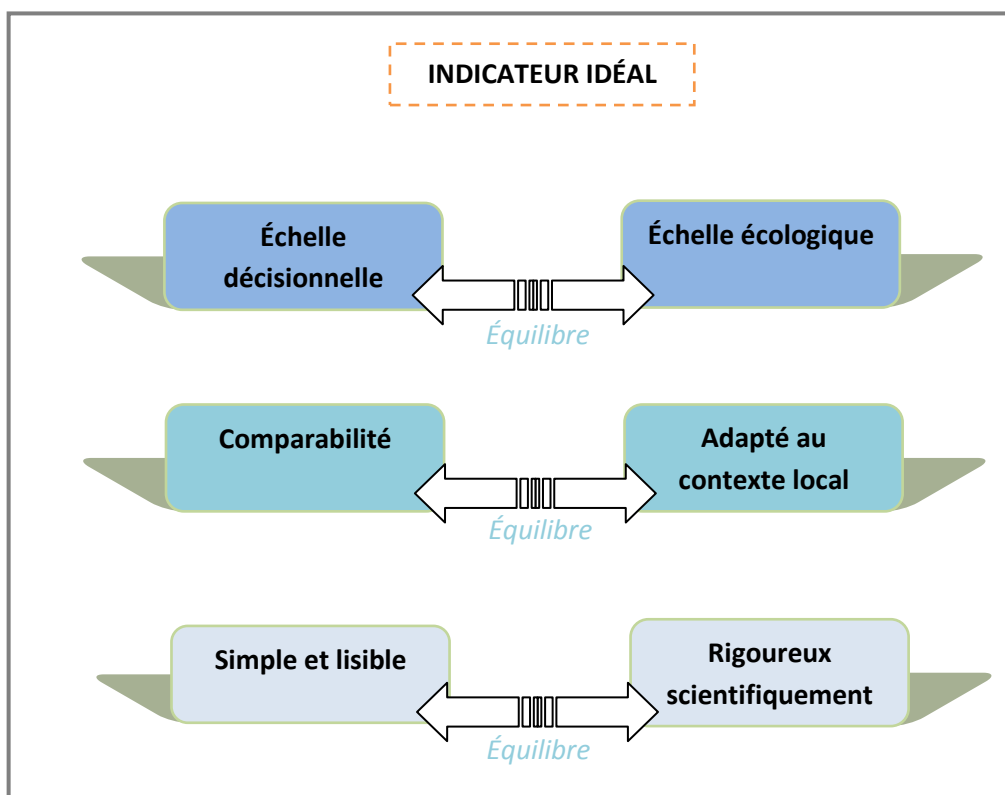 INDICATEUR IDÉAL
Échelle
décisionnelle
Échelle écologique
Équilibre
Comparabilité
Adapté au
contexte local
Équilibre
Simple et lisible
Rigoureux
scientifiquement
Équilibre